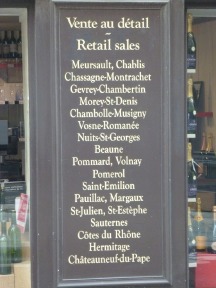 Vente au détail
~
Retail sales
Meursault, Chablis
Chassagne-Montrachet
Gevrey-Chambertin
Morey-St-Denis
Chambolle-Musigny
Vosne-Romanée
Nuits-St-Georges
Beaune
Pommard, Volnay
Pomerol
Saint-Emilion
Pauillac, Margaux
St-Julien, St-Estèphe
Sauternes
Côtes du Rhône
Hermitage
Châteauneuf-du-Pape